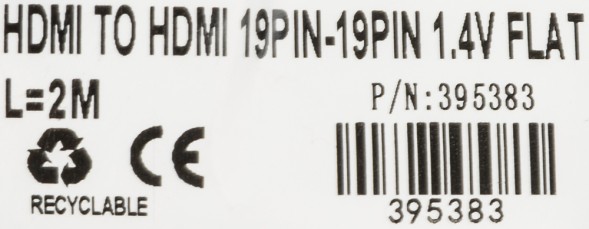 HDMI TO HDMI 19PIN-19PIN 1.4V FLAT
L=2M
P/N:395383
CE
RECYCLABLE
395383